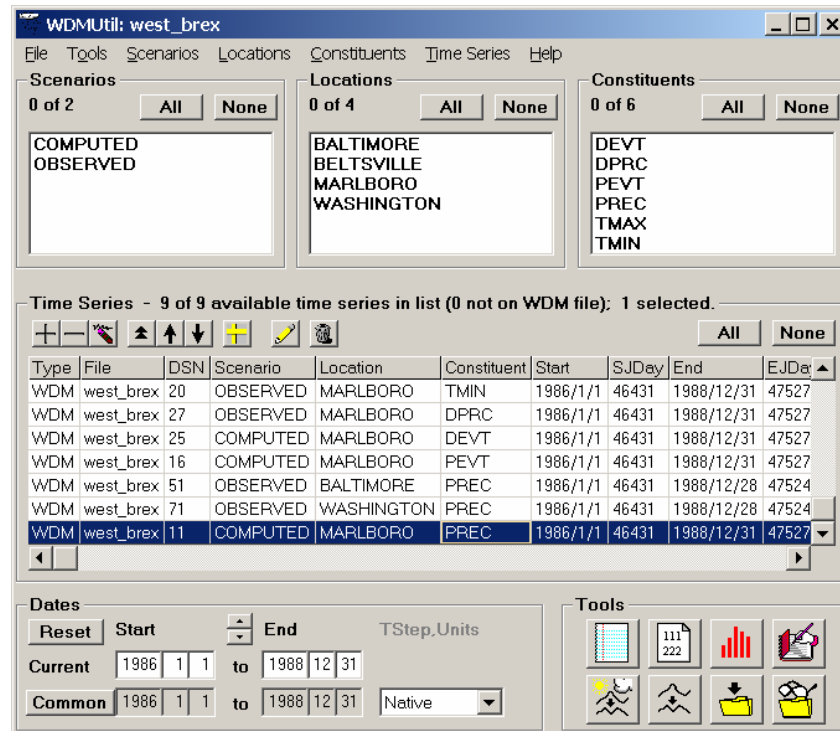 WDMUtil: west_brex
File Tools Scenarios Locations Constituents Time Series Help
Scenarios
0 of 2 All None
COMPUTED
OBSERVED
Locations
0 of 4 All None
BALTIMORE
BELTSVILLE
MARLBORO
WASHINGTON
Constituents
0 of 6 All None
DEVT
DPRC
PEVT
PREC
TMAX
TMIN
Time Series - 9 of 9 available time series in list (0 not on WDM file); 1 selected.
All None
Type File DSN Scenario Location Constituent Start SJDay End EJDay
WDM west_brex 20 OBSERVED MARLBORO TMIN 1986/1/1 46431 1988/12/31 47527
WDM west_brex 27 OBSERVED MARLBORO DPRC 1986/1/1 46431 1988/12/31 47527
WDM west_brex 25 COMPUTED MARLBORO DEVT 1986/1/1 46431 1988/12/31 47527
WDM west_brex 16 COMPUTED MARLBORO PEVT 1986/1/1 46431 1988/12/31 47527
WDM west_brex 51 OBSERVED BALTIMORE PREC 1986/1/1 46431 1988/12/28 47524
WDM west_brex 71 OBSERVED WASHINGTON PREC 1986/1/1 46431 1988/12/28 47524
WDM west_brex 11 COMPUTED MARLBORO PREC 1986/1/1 46431 1988/12/31 47527
Dates
Reset Start End TStep,Units
Current 1986 1 1 to 1988 12 31
Common 1986 1 1 to 1988 12 31 Native
Tools
111
222